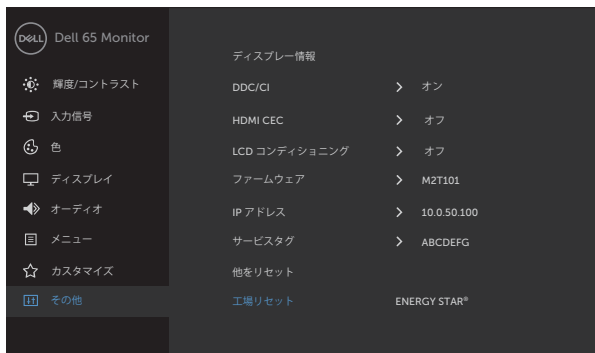 DELL Dell 65 Monitor
輝度/コントラスト
入力信号
色
ディスプレイ
オーディオ
メニュー
カスタマイズ
その他
ディスプレー情報
DDC/CI > オン
HDMI CEC > オフ
LCD コンディショニング > オフ
ファームウェア > M2T101
IP アドレス > 10.0.50.100
サービスタグ > ABCDEFG
他をリセット
工場リセット ENERGY STAR®